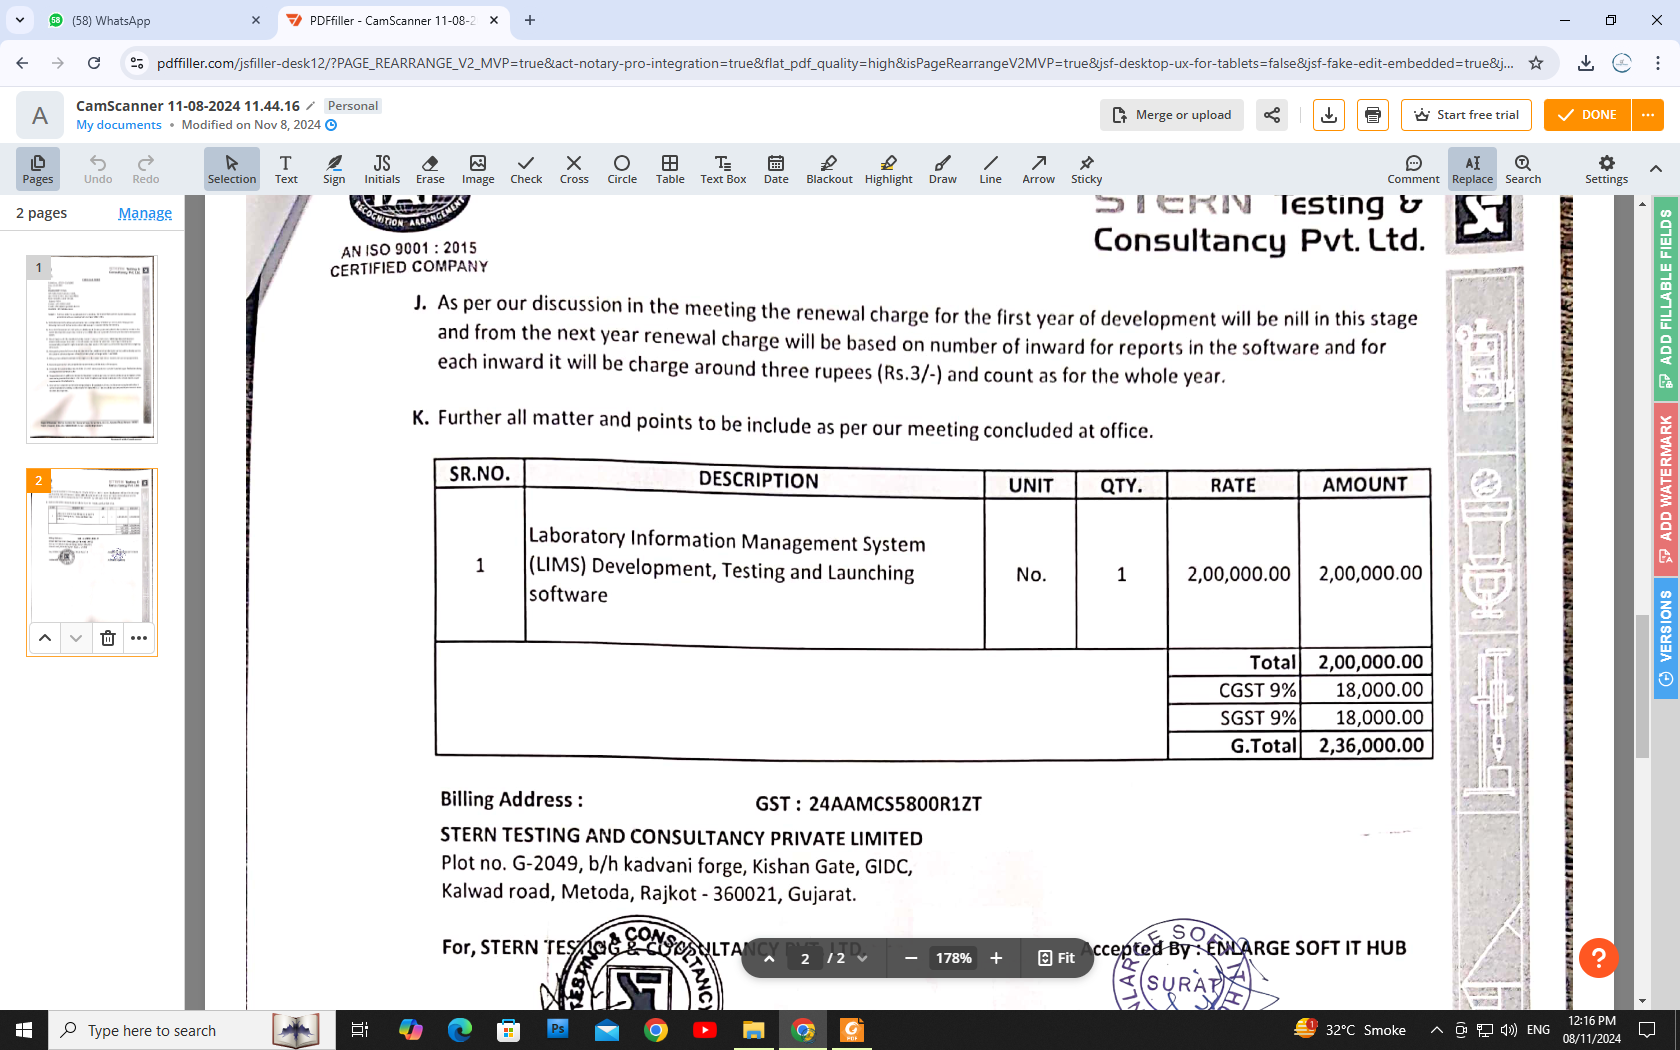 (58) WhatsApp
PDFfiller - CamScanner 11-08-2
pdffiller.com/jsfiller-desk12/?PAGE_REARRANGE_V2_MVP=true&act-notary-pro-integration=true&flat_pdf_quality=high&isPageRearrangeV2MVP=true&jsf-desktop-ux-for-tablets=false&jsf-fake-edit-embedded=true&j...
A
CamScanner 11-08-2024 11.44.16
Personal
My documents • Modified on Nov 8, 2024
Merge or upload
Start free trial
DONE
Pages Undo Redo Selection Text Sign Initials Erase Image Check Cross Circle Table Text Box Date Blackout Highlight Draw Line Arrow Sticky Comment Replace Search Settings
2 pages Manage
1
2
RECOGNITION ARRANGEMENT
AN ISO 9001 : 2015
CERTIFIED COMPANY
STERN Testing &
Consultancy Pvt. Ltd.
J. As per our discussion in the meeting the renewal charge for the first year of development will be nill in this stage
and from the next year renewal charge will be based on number of inward for reports in the software and for
each inward it will be charge around three rupees (Rs.3/-) and count as for the whole year.
K. Further all matter and points to be include as per our meeting concluded at office.
SR.NO. DESCRIPTION UNIT QTY. RATE AMOUNT
Laboratory Information Management System
1 (LIMS) Development, Testing and Launching No. 1 2,00,000.00 2,00,000.00
software
Total 2,00,000.00
CGST 9% 18,000.00
SGST 9% 18,000.00
G.Total 2,36,000.00
Billing Address : GST : 24AAMCS5800R1ZT
STERN TESTING AND CONSULTANCY PRIVATE LIMITED
Plot no. G-2049, b/h kadvani forge, Kishan Gate, GIDC,
Kalwad road, Metoda, Rajkot - 360021, Gujarat.
For, STERN TESTING & CONSULTANCY PVT. LTD. Accepted By : ENLARGE SOFT IT HUB
TESTING & CONSULTANCY
ENLARGE SOFT IT HUB
SURAT
2 / 2
178%
Fit
ADD FILLABLE FIELDS
ADD WATERMARK
VERSIONS
?
Type here to search
Ps
PDF
1
32°C Smoke
ENG
12:16 PM
08/11/2024